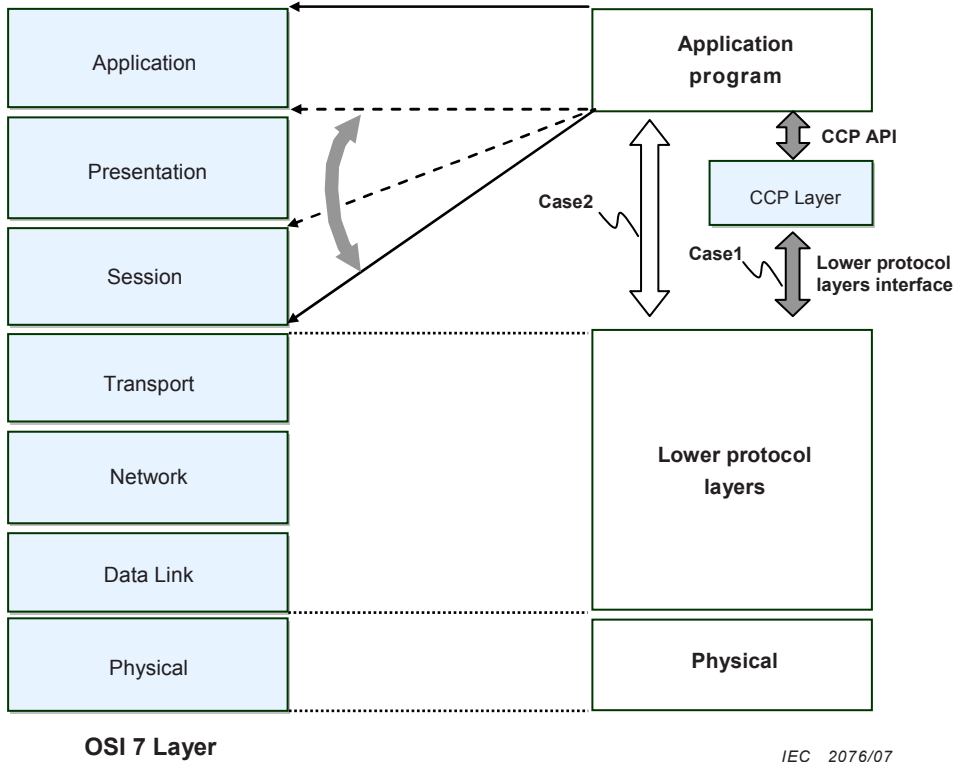 Application
Presentation
Session
Transport
Network
Data Link
Physical
OSI 7 Layer
Application
program
CCP API
CCP Layer
Case2
Case1
Lower protocol
layers interface
Lower protocol
layers
Physical
IEC 2076/07